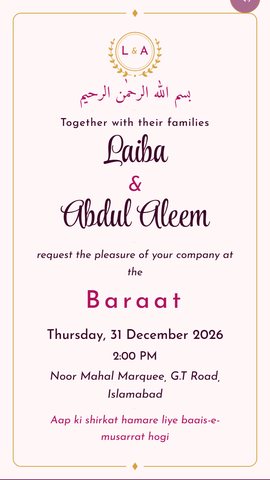 L & A
بسم الله الرحمٰن الرحيم
Together with their families
Laiba
&
Abdul Aleem
request the pleasure of your company at
the
Baraat
Thursday, 31 December 2026
2:00 PM
Noor Mahal Marquee, G.T Road,
Islamabad
Aap ki shirkat hamare liye baais-e-
musarrat hogi